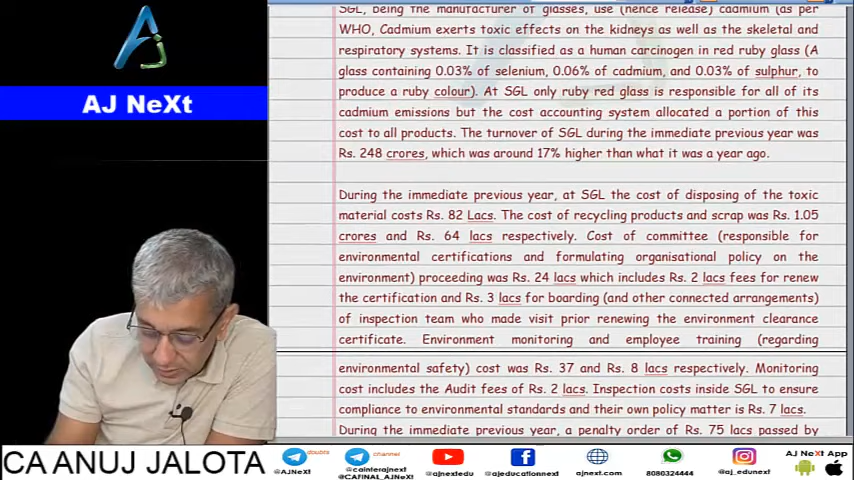 SGL, being the manufacturer of glasses, use (hence release) cadmium (as per
WHO, Cadmium exerts toxic effects on the kidneys as well as the skeletal and
respiratory systems. It is classified as a human carcinogen in red ruby glass (A
glass containing 0.03% of selenium, 0.06% of cadmium, and 0.03% of sulphur, to
produce a ruby colour). At SGL only ruby red glass is responsible for all of its
cadmium emissions but the cost accounting system allocated a portion of this
cost to all products. The turnover of SGL during the immediate previous year was
Rs. 248 crores, which was around 17% higher than what it was a year ago.
During the immediate previous year, at SGL the cost of disposing of the toxic
material costs Rs. 82 Lacs. The cost of recycling products and scrap was Rs. 1.05
crores and Rs. 64 lacs respectively. Cost of committee (responsible for
environmental certifications and formulating organisational policy on the
environment) proceeding was Rs. 24 lacs which includes Rs. 2 lacs fees for renew
the certification and Rs. 3 lacs for boarding (and other connected arrangements)
of inspection team who made visit prior renewing the environment clearance
certificate. Environment monitoring and employee training (regarding
environmental safety) cost was Rs. 37 and Rs. 8 lacs respectively. Monitoring
cost includes the Audit fees of Rs. 2 lacs. Inspection costs inside SGL to ensure
compliance to environmental standards and their own policy matter is Rs. 7 lacs.
During the immediate previous year, a penalty order of Rs. 75 lacs passed by
AJ NeXt
CA ANUJ JALOTA
doubts
@AJNeXt
channel
@cainterajnext
@CAFINAL_AJNeXt
@ajnextedu
@ajeducationnext
ajnext.com
8080324444
@aj_edunext
AJ NeXt App